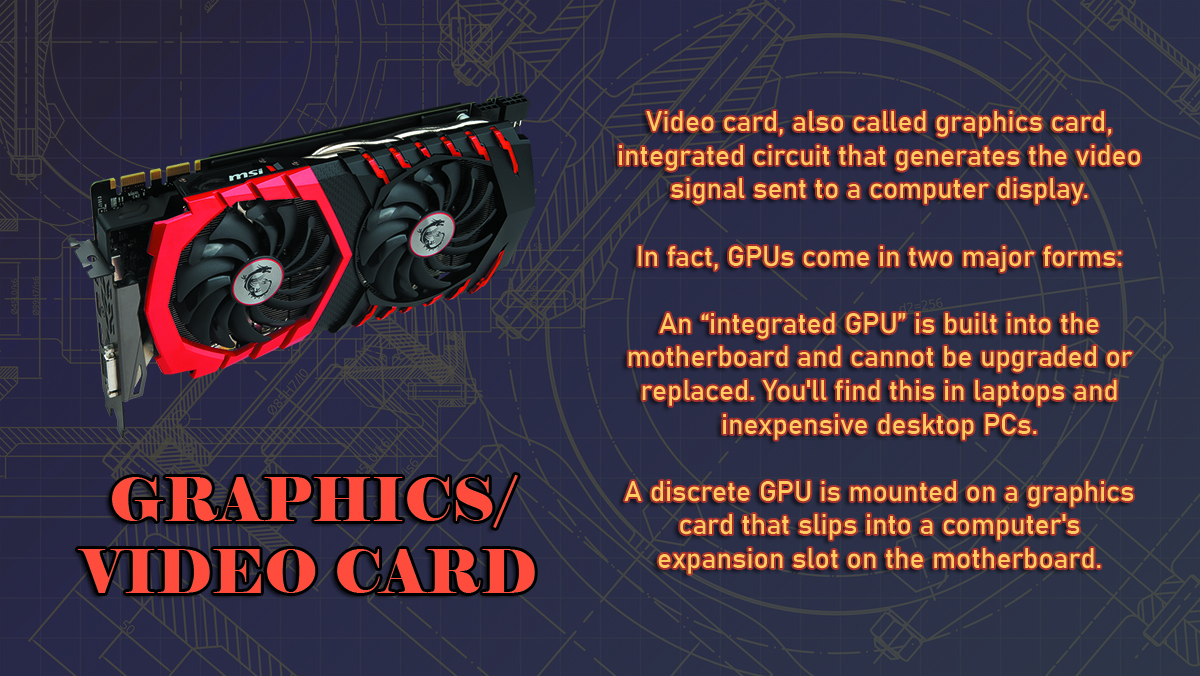 msi
Video card, also called graphics card,
integrated circuit that generates the video
signal sent to a computer display.
In fact, GPUs come in two major forms:
An “integrated GPU” is built into the
motherboard and cannot be upgraded or
replaced. You'll find this in laptops and
inexpensive desktop PCs.
A discrete GPU is mounted on a graphics
card that slips into a computer's
expansion slot on the motherboard.
GRAPHICS/
VIDEO CARD
d2=256